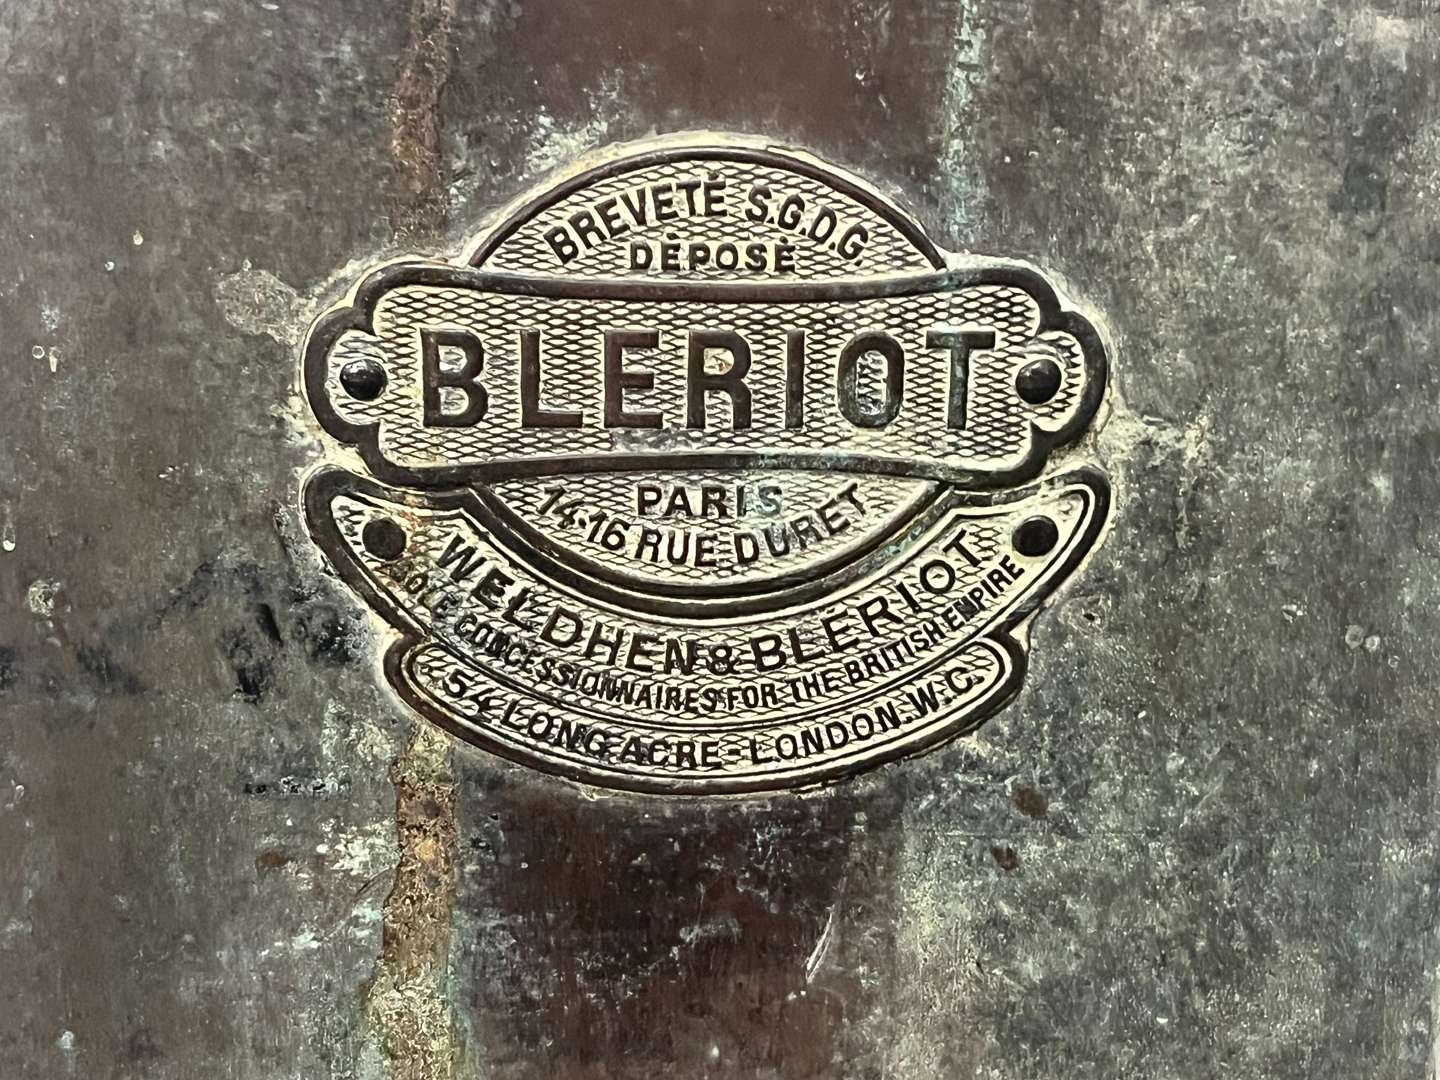 BREVETÉ S.G.D.G.
DÉPOSÉ
BLERIOT
PARIS
14·16 RUE DURET
WELDHEN & BLÉRIOT
SOLE CONCESSIONNAIRES FOR THE BRITISH EMPIRE
54 LONG ACRE - LONDON. W.C.